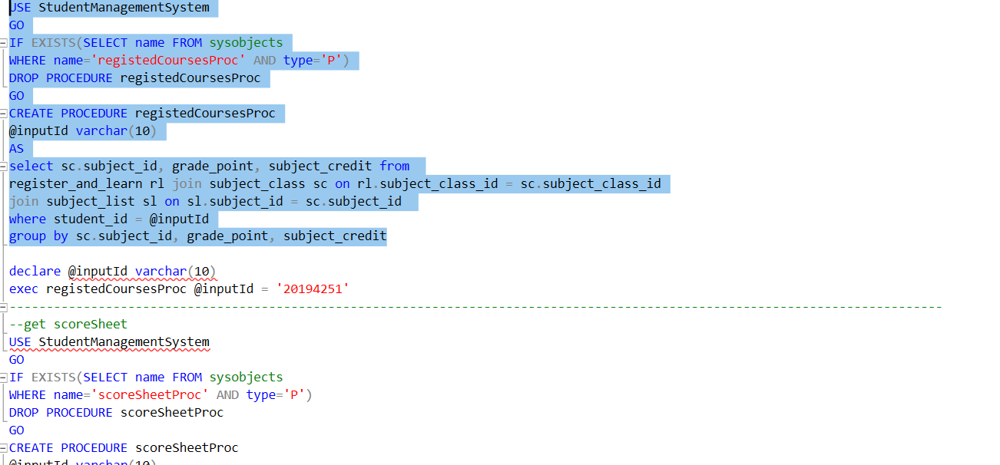 USE StudentManagementSystem
GO
IF EXISTS(SELECT name FROM sysobjects
WHERE name='registedCoursesProc' AND type='P')
DROP PROCEDURE registedCoursesProc
GO
CREATE PROCEDURE registedCoursesProc
@inputId varchar(10)
AS
select sc.subject_id, grade_point, subject_credit from
register_and_learn rl join subject_class sc on rl.subject_class_id = sc.subject_class_id
join subject_list sl on sl.subject_id = sc.subject_id
where student_id = @inputId
group by sc.subject_id, grade_point, subject_credit
declare @inputId varchar(10)
exec registedCoursesProc @inputId = '20194251'
------------------------------------------------------------------------------------------------------------------------------
--get scoreSheet
USE StudentManagementSystem
GO
IF EXISTS(SELECT name FROM sysobjects
WHERE name='scoreSheetProc' AND type='P')
DROP PROCEDURE scoreSheetProc
GO
CREATE PROCEDURE scoreSheetProc
@inputId varchar(10)